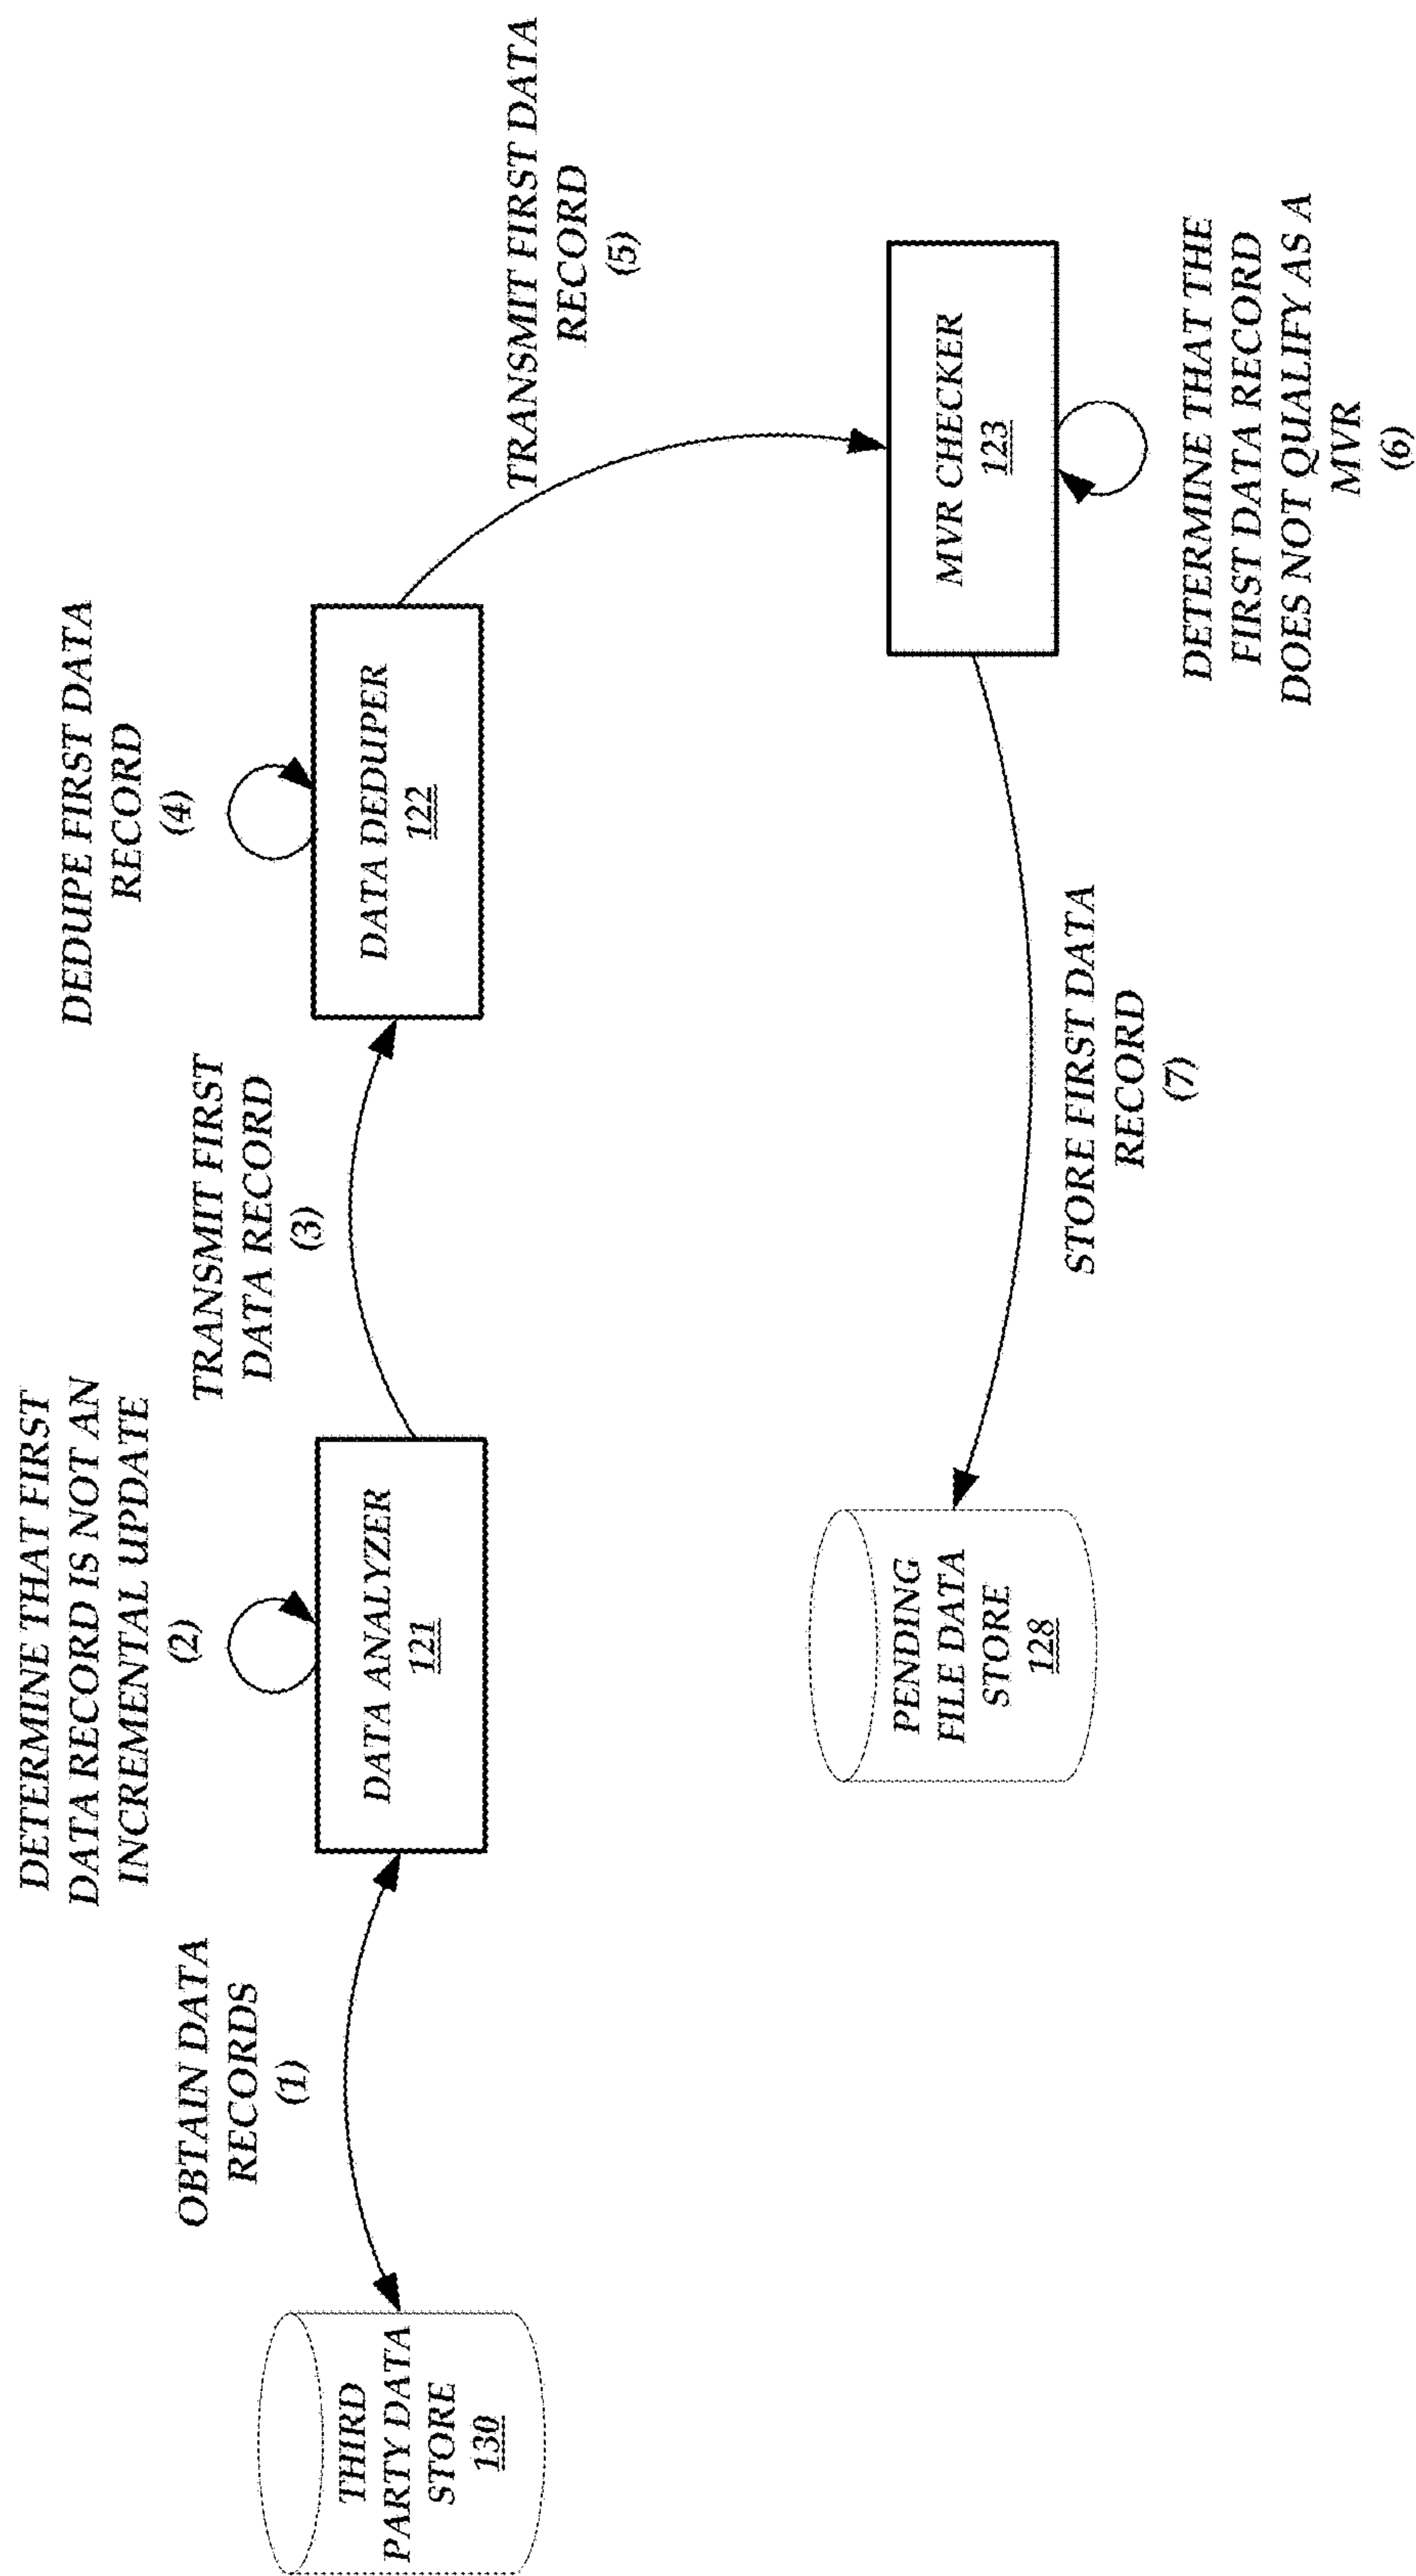 OBTAIN DATA
RECORDS
(1)
DETERMINE THAT FIRST
DATA RECORD IS NOT AN
INCREMENTAL UPDATE
(2)
TRANSMIT FIRST
DATA RECORD
(3)
DEDUPE FIRST DATA
RECORD
(4)
TRANSMIT FIRST DATA
RECORD
(5)
THIRD
PARTY DATA
STORE
130
DATA ANALYZER
121
DATA DEDUPER
122
PENDING
FILE DATA
STORE
128
MVR CHECKER
123
STORE FIRST DATA
RECORD
(7)
DETERMINE THAT THE
FIRST DATA RECORD
DOES NOT QUALIFY AS A
MVR
(6)